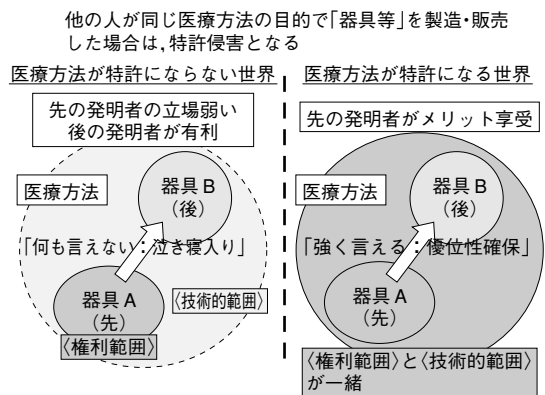 他の人が同じ医療方法の目的で「器具等」を製造・販売
した場合は，特許侵害となる
医療方法が特許にならない世界
先の発明者の立場弱い
後の発明者が有利
医療方法
器具B
（後）
「何も言えない：泣き寝入り」
器具A
（先）
〈技術的範囲〉
〈権利範囲〉
医療方法が特許になる世界
先の発明者がメリット享受
医療方法
器具B
（後）
「強く言える：優位性確保」
器具A
（先）
〈権利範囲〉と〈技術的範囲〉
が一緒